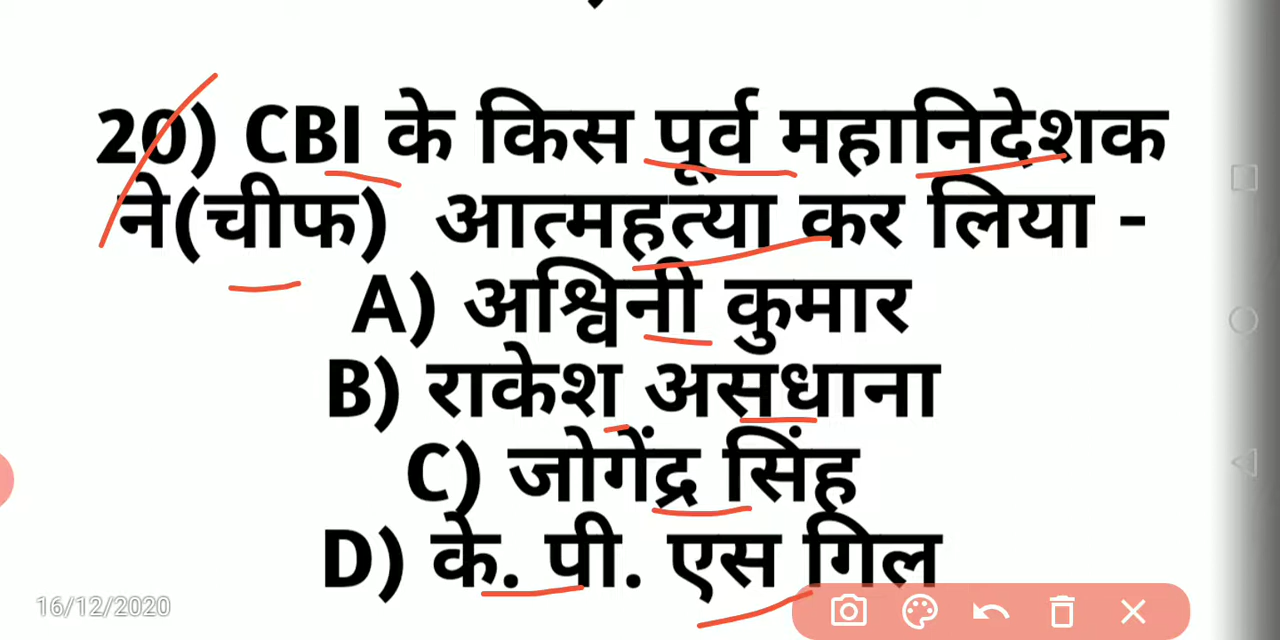 20) CBI के किस पूर्व महानिदेशक
ने(चीफ) आत्महत्या कर लिया -
A) अश्विनी कुमार
B) राकेश असधाना
C) जोगेंद्र सिंह
D) के. पी. एस गिल
16/12/2020